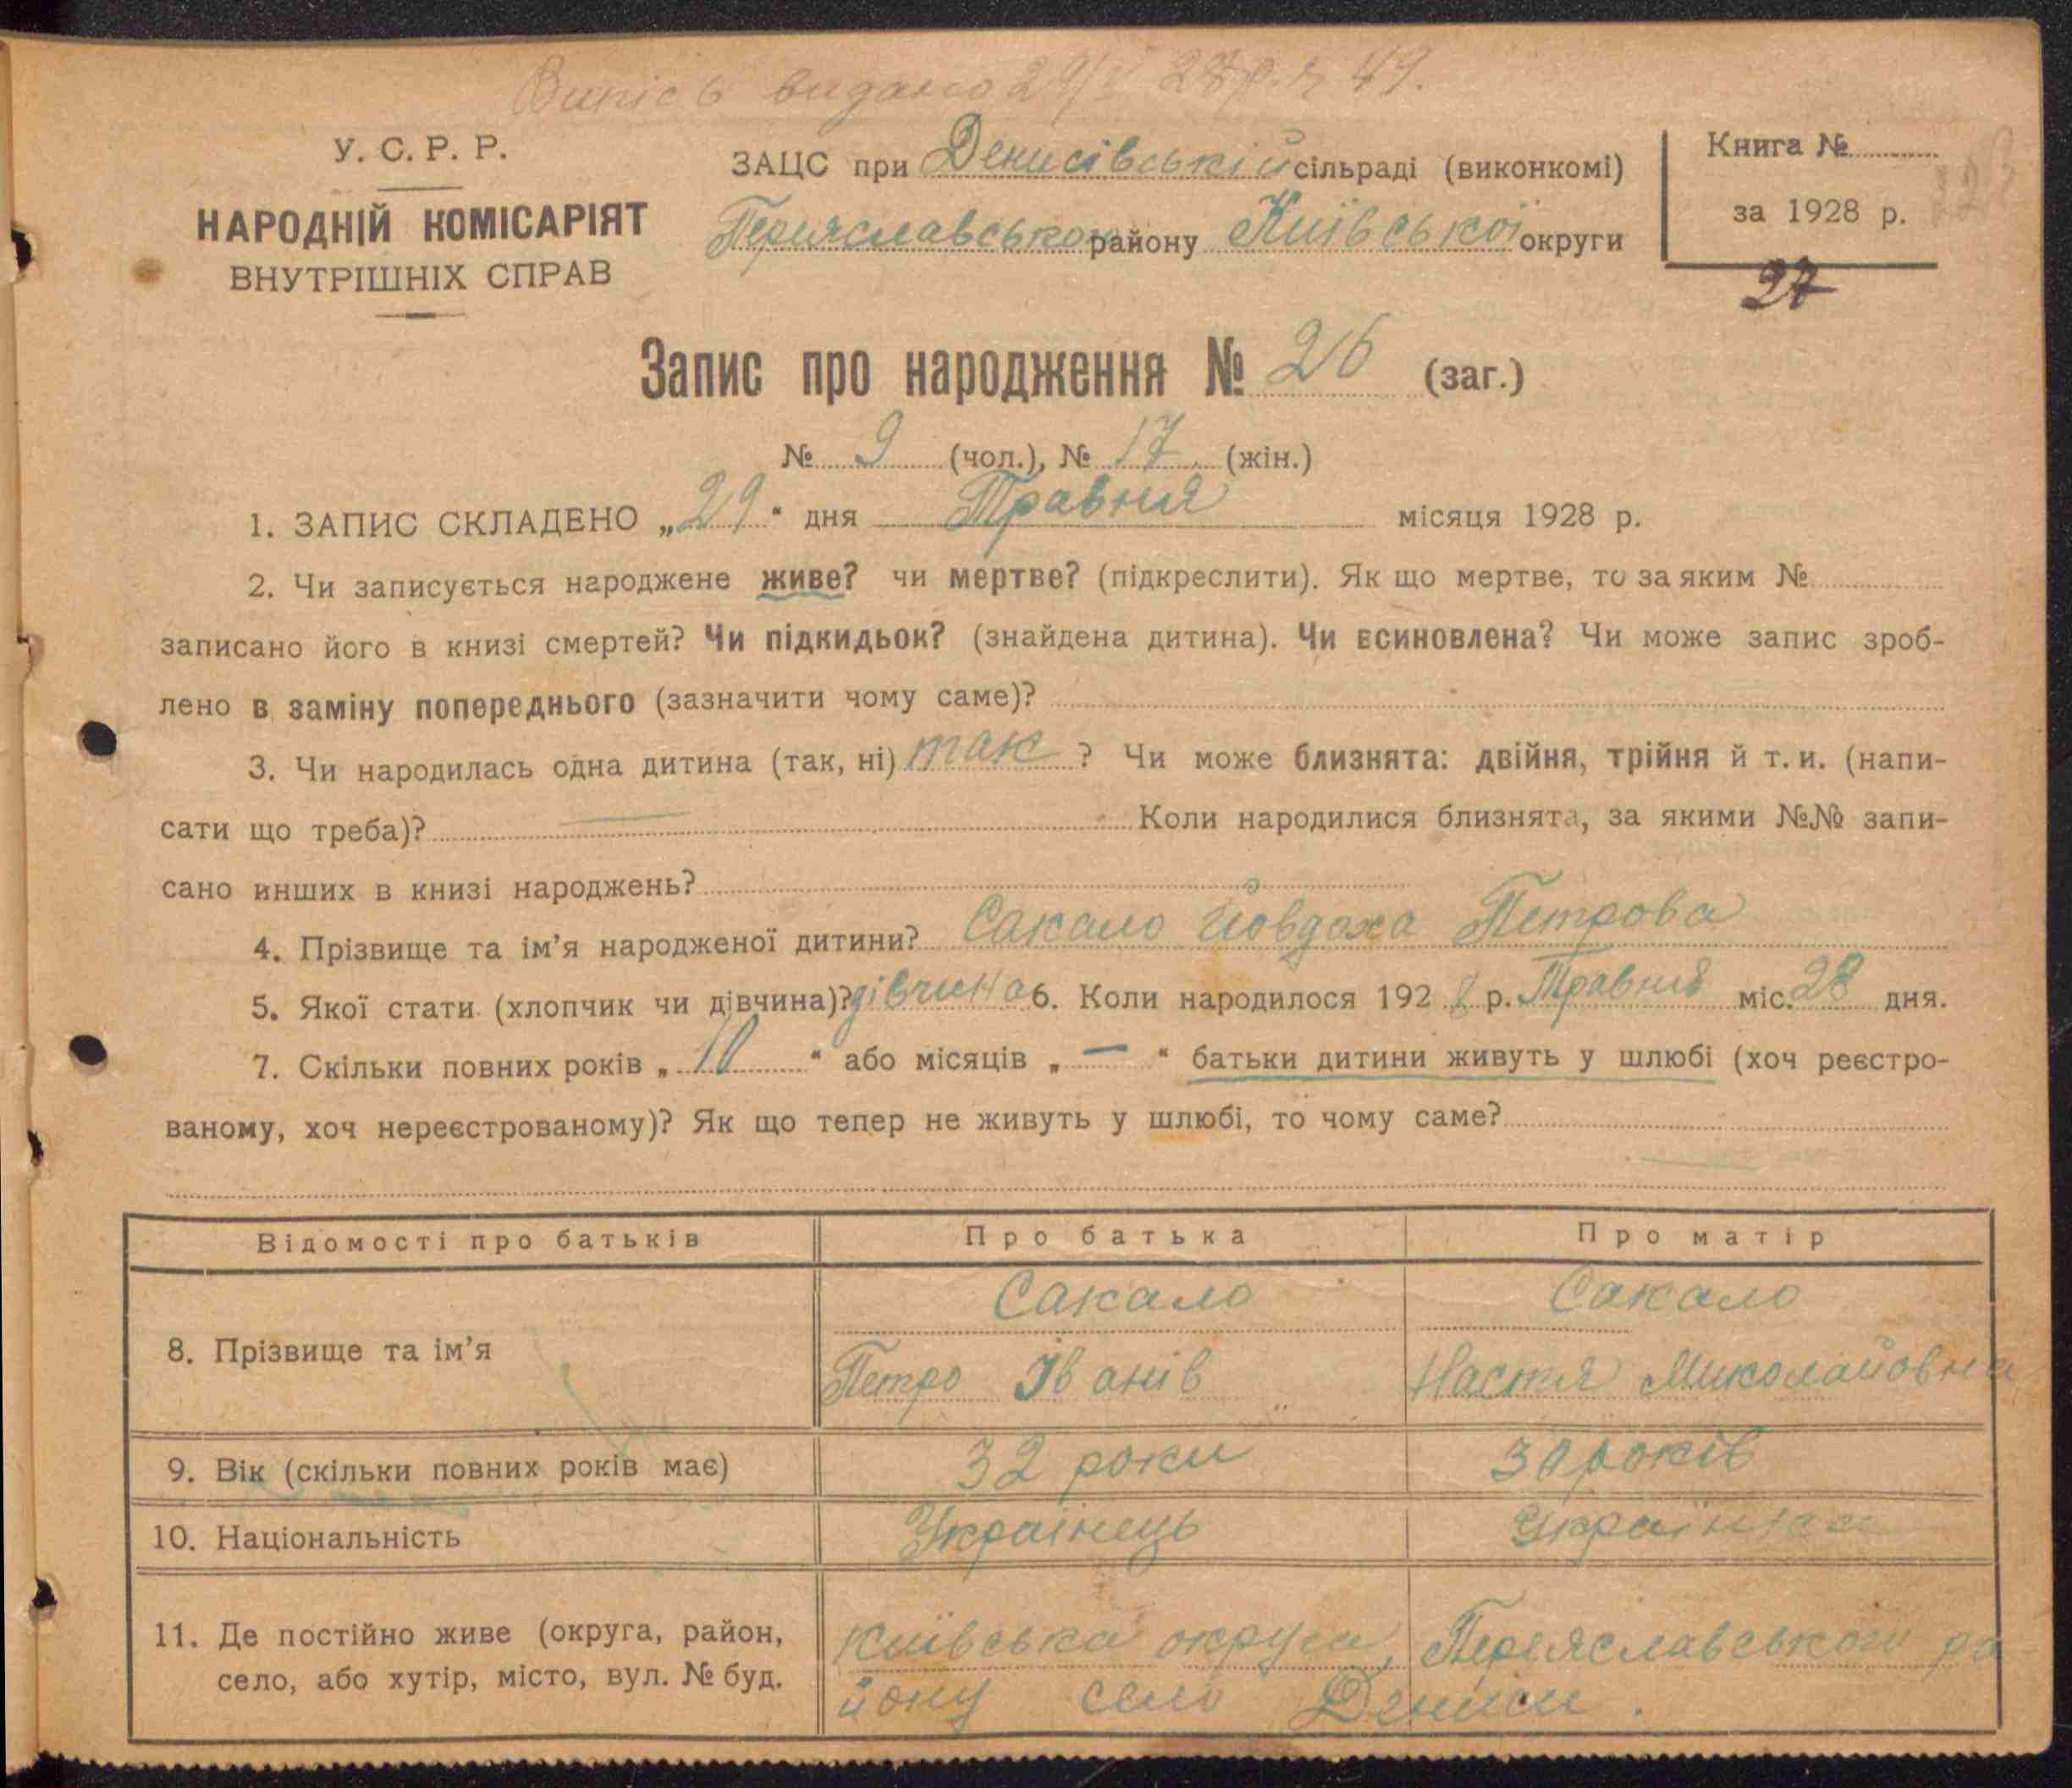 Випісь видано 29/V 28 р. № 49.
У. С. Р. Р.
НАРОДНІЙ КОМІСАРІЯТ
ВНУТРІШНІХ СПРАВ
ЗАЦС при Денисівській сільраді (виконкомі)
Переяславського району Київської округи
Книга №
за 1928 р.
27
Запис про народження № 26 (заг.)
№ 9 (чол.), № 17 (жін.)
1. ЗАПИС СКЛАДЕНО „29“ дня Травня місяця 1928 р.
2. Чи записується народжене живе? чи мертве? (підкреслити). Як що мертве, то за яким №
записано його в книзі смертей? Чи підкидьок? (знайдена дитина). Чи всиновлена? Чи може запис зроб-
лено в заміну попереднього (зазначити чому саме)?
3. Чи народилась одна дитина (так, ні) так ? Чи може близнята: двійня, трійня й т. и. (напи-
сати що треба)? — Коли народилися близнята, за якими №№ запи-
сано инших в книзі народжень?
4. Прізвище та ім’я народженої дитини? Сакало Йовдоха Петрова
5. Якої стати (хлопчик чи дівчина)? дівчина 6. Коли народилося 1928 р. Травня міс. 28 дня.
7. Скільки повних років „10“ або місяців „—“ батьки дитини живуть у шлюбі (хоч реєстро-
ваному, хоч нереєстрованому)? Як що тепер не живуть у шлюбі, то чому саме?
Відомості про батьків Про батька Про матір
Сакало Сакало
8. Прізвище та ім’я Петро Іванів Настя Миколайовна
9. Вік (скільки повних років має) 32 роки 30 років
10. Національність Українець Українка
11. Де постійно живе (округа, район, Київська округа, Переяславського ра
село, або хутір, місто, вул. № буд. йону село Дениси.